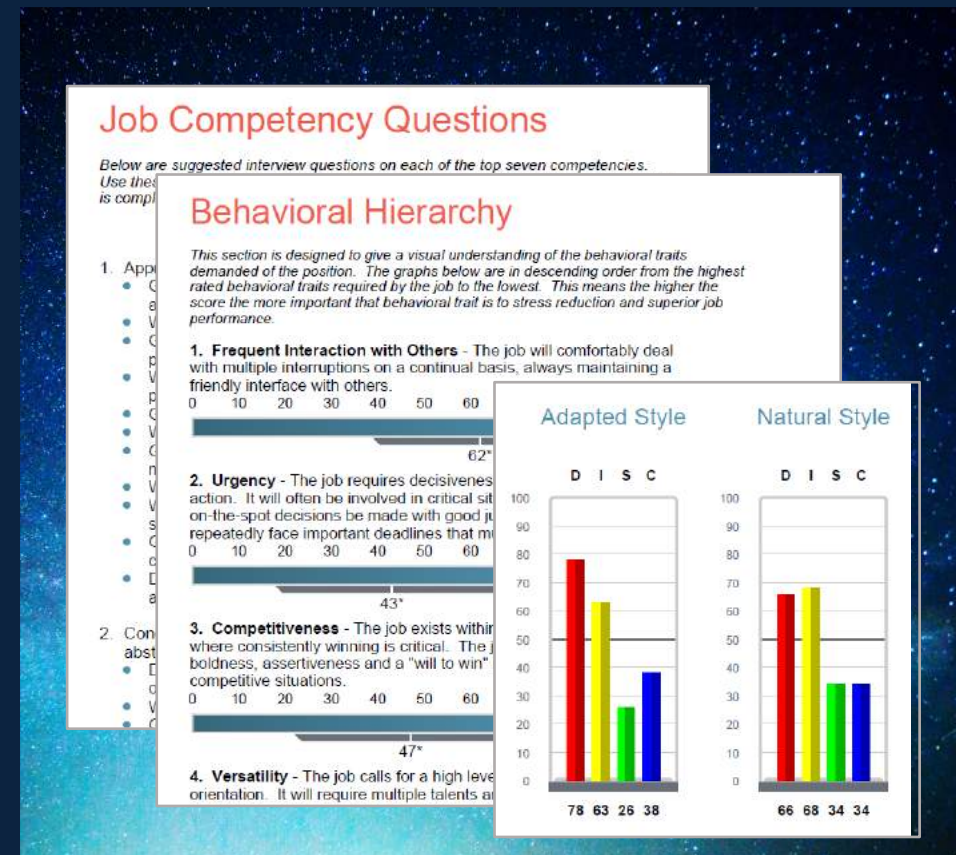 Job Competency Questions
Below are suggested interview questions on each of the top seven competencies.
Use
is
1.
2.
Behavioral Hierarchy
This section is designed to give a visual understanding of the behavioral traits
demanded of the position. The graphs below are in descending order from the highest
rated behavioral traits required by the job to the lowest. This means the higher the
score the more important that behavioral trait is to stress reduction and superior job
performance.
1. Frequent Interaction with Others - The job will comfortably deal
with multiple interruptions on a continual basis, always maintaining a
friendly interface with others.
0 10 20 30 40 50 60
62*
2. Urgency - The job requires
action. It will often be involved in critical
on-the-spot decisions be made with good
repeatedly face important deadlines that
0 10 20 30 40 50 60
43*
3. Competitiveness - The job exists
where consistently winning is critical. The
boldness, assertiveness and a "will to win"
competitive situations.
0 10 20 30 40 50 60
47*
4. Versatility - The job calls for a high
orientation. It will require multiple talents
Adapted Style
D I S C
100
90
80
70
60
50
40
30
20
10
0
78 63 26 38
Natural Style
D I S C
100
90
80
70
60
50
40
30
20
10
0
66 68 34 34